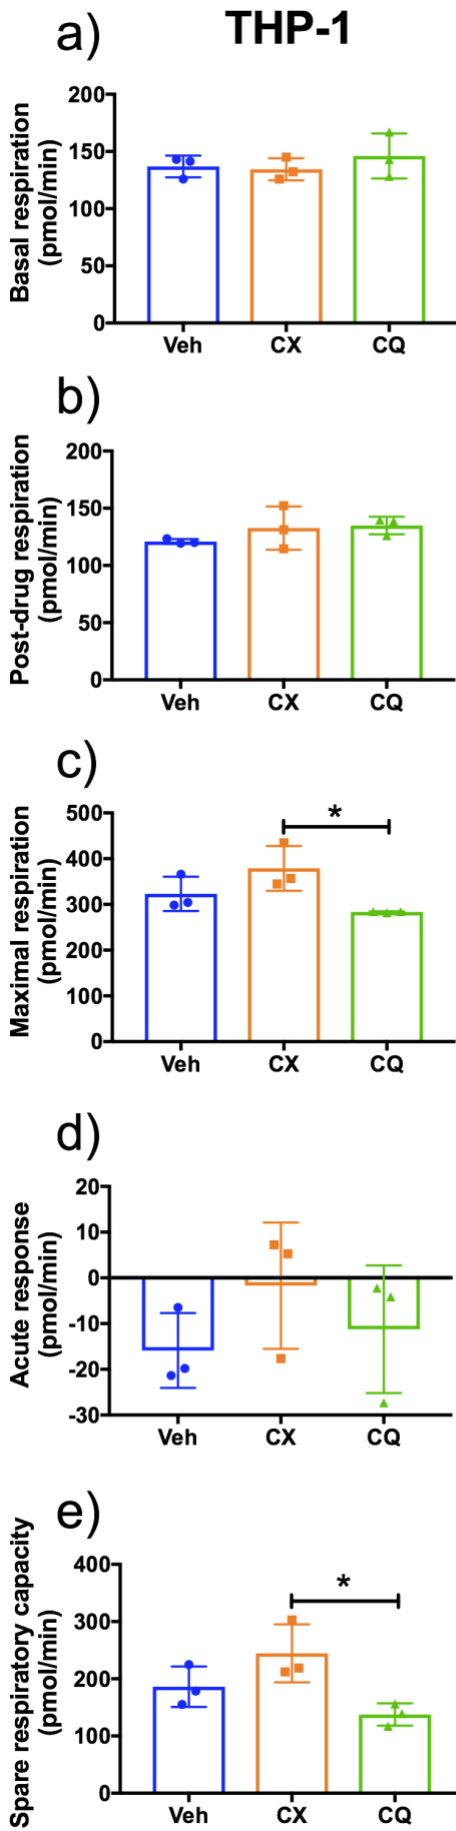 a) THP-1
Basal respiration
(pmol/min)
200
150
100
50
0
Veh CX CQ
b)
Post-drug respiration
(pmol/min)
200
150
100
50
0
Veh CX CQ
c)
Maximal respiration
(pmol/min)
500
400
300
200
100
0
*
Veh CX CQ
d)
Acute response
(pmol/min)
20
10
0
-10
-20
-30
Veh CX CQ
e)
Spare respiratory capacity
(pmol/min)
400
300
200
100
0
*
Veh CX CQ